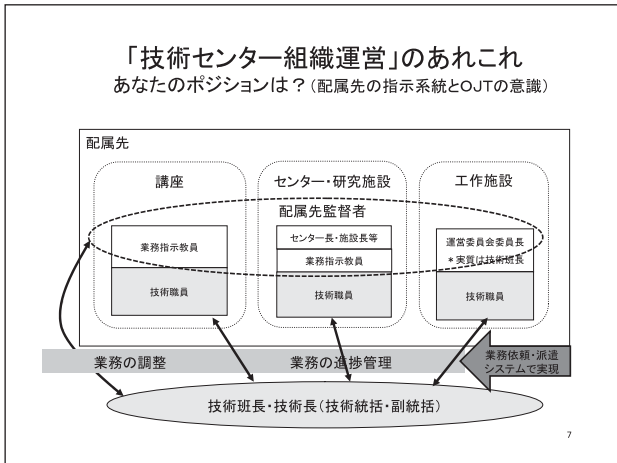 「技術センター組織運営」のあれこれ
あなたのポジションは？（配属先の指示系統とOJTの意識）
配属先
講座
センター・研究施設
工作施設
配属先監督者
業務指示教員
技術職員
センター長・施設長等
業務指示教員
技術職員
運営委員会委員長
＊実質は技術班長
技術職員
業務の調整
業務の進捗管理
業務依頼・派遣
システムで実現
技術班長・技術長（技術統括・副統括）
7